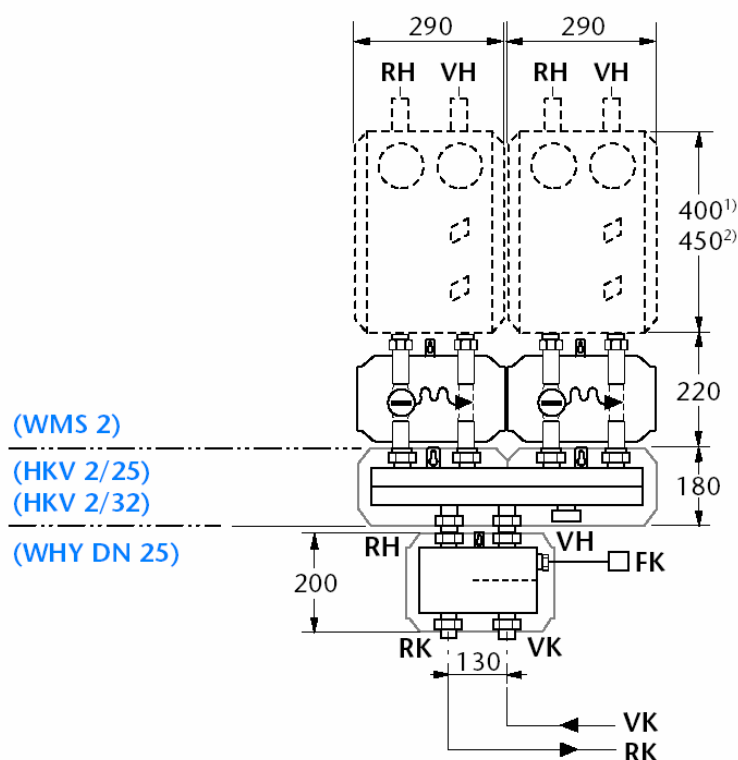 290 290
RH VH RH VH
400¹⁾
450²⁾
220
(WMS 2)
(HKV 2/25)
(HKV 2/32)
180
(WHY DN 25)
RH VH
FK
200
RK VK
130
VK
RK